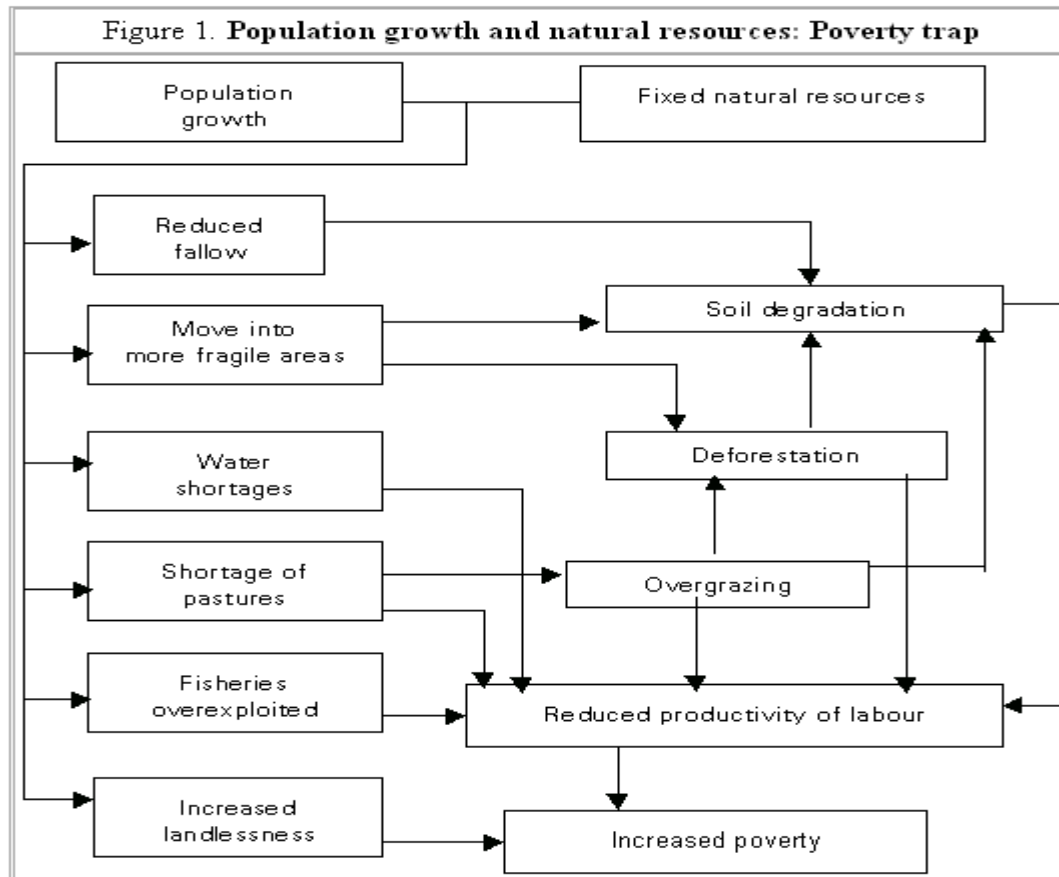 Figure 1. Population growth and natural resources: Poverty trap
Population
growth
Fixed natural resources
Reduced
fallow
Soil degradation
Move into
more fragile areas
Deforestation
Water
shortages
Shortage of
pastures
Overgrazing
Fisheries
overexploited
Reduced productivity of labour
Increased
landlessness
Increased poverty